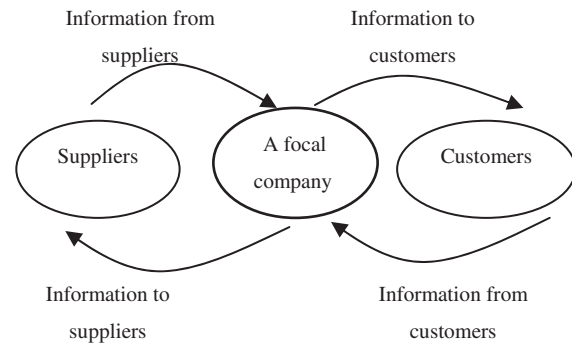 Information from
suppliers
Information to
customers
Suppliers
A focal
company
Customers
Information to
suppliers
Information from
customers